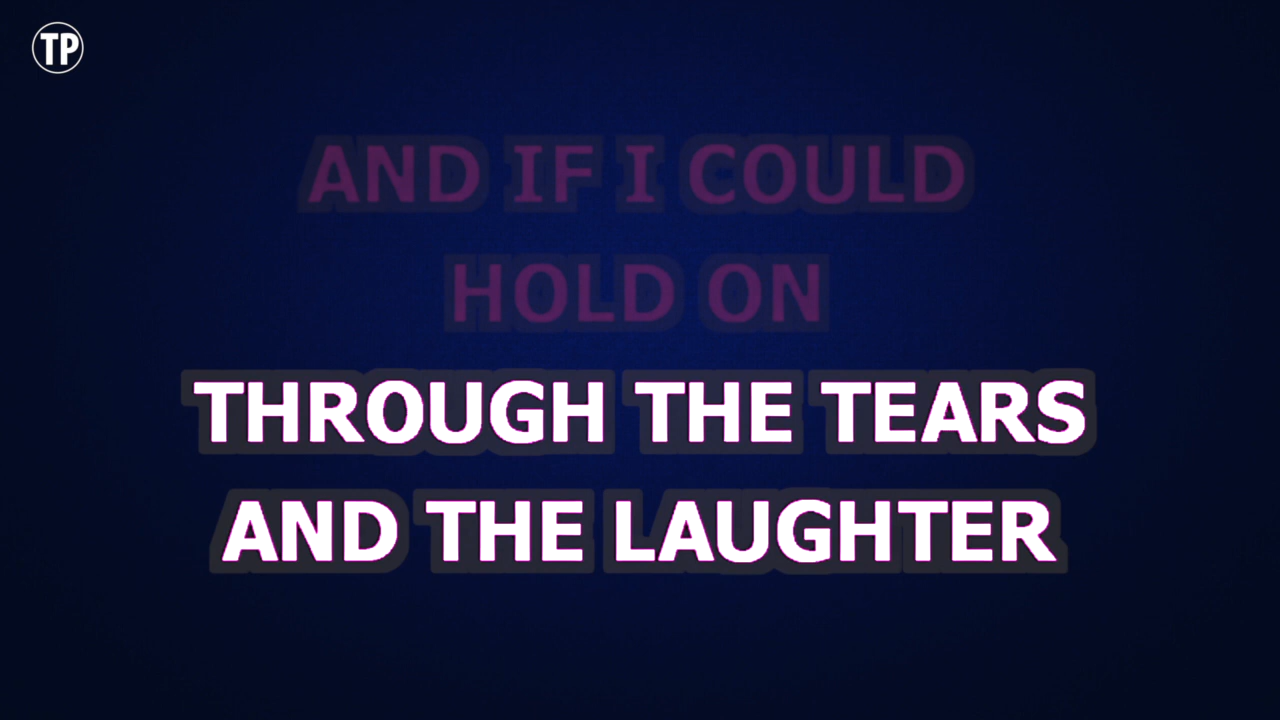 TP
AND IF I COULD
HOLD ON
THROUGH THE TEARS
AND THE LAUGHTER